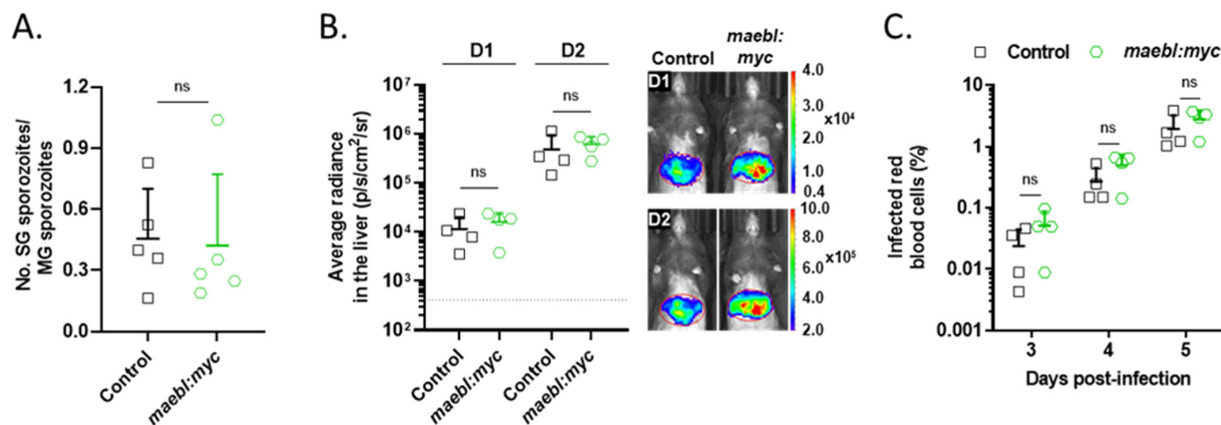 A.
No. SG sporozoites/
MG sporozoites
1.2
0.9
0.6
0.3
0.0
ns
Control
maebl:myc
B.
D1
D2
Average radiance
in the liver (p/s/cm²/sr)
10⁷
10⁶
10⁵
10⁴
10³
10²
ns
ns
Control
maebl:myc
Control
maebl:myc
Control
maebl:
myc
D1
4.0
3.0
×10⁴
2.0
1.0
0.4
D2
10.0
8.0
6.0 ×10⁵
4.0
2.0
C.
Control maebl:myc
Infected red
blood cells (%)
10
1
0.1
0.01
0.001
ns
ns
ns
3 4 5
Days post-infection